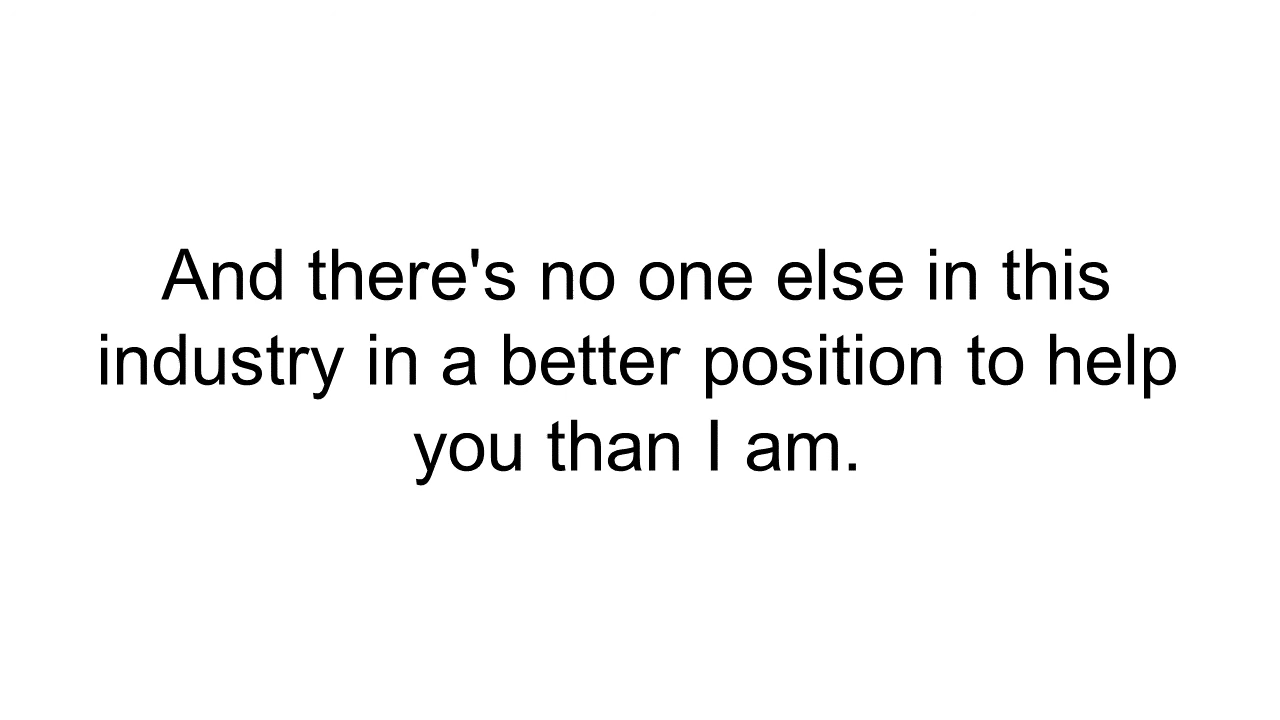 And there's no one else in this
industry in a better position to help
you than I am.